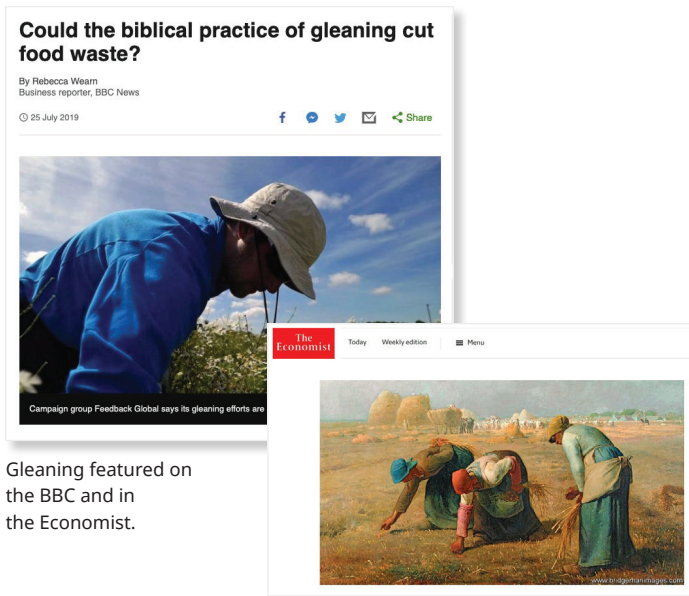 Could the biblical practice of gleaning cut
food waste?
By Rebecca Wearn
Business reporter, BBC News
25 July 2019
Share
Campaign group Feedback Global says its gleaning efforts are
The
Economist
Today Weekly edition Menu
www.bridgemanimages.com
Gleaning featured on
the BBC and in
the Economist.